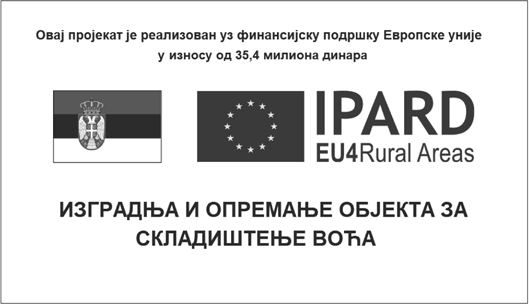 Овај пројекат је реализован уз финансијску подршку Европске уније
у износу од 35,4 милиона динара
IPARD
EU4Rural Areas
ИЗГРАДЊА И ОПРЕМАЊЕ ОБЈЕКТА ЗА
СКЛАДИШТЕЊЕ ВОЋА